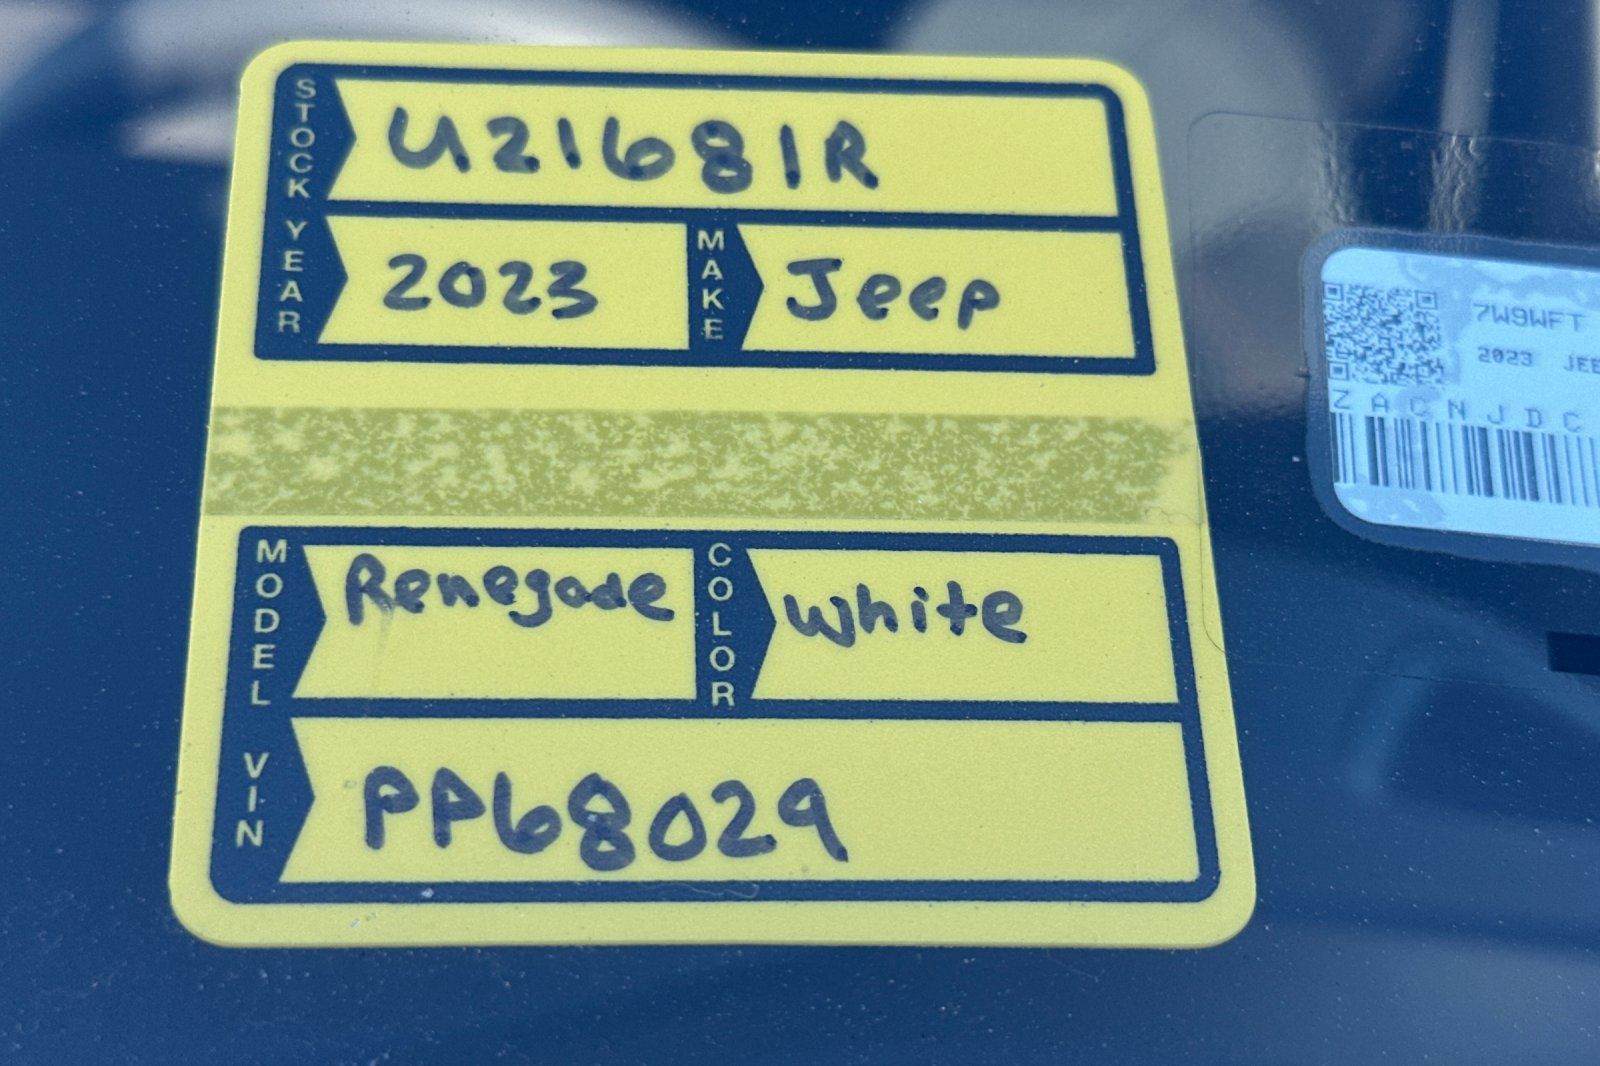 STOCK U21681R
YEAR 2023 MAKE Jeep
MODEL Renegade COLOR White
VIN PP68029
7W9WFT
2023 JEE
ZACNJDC